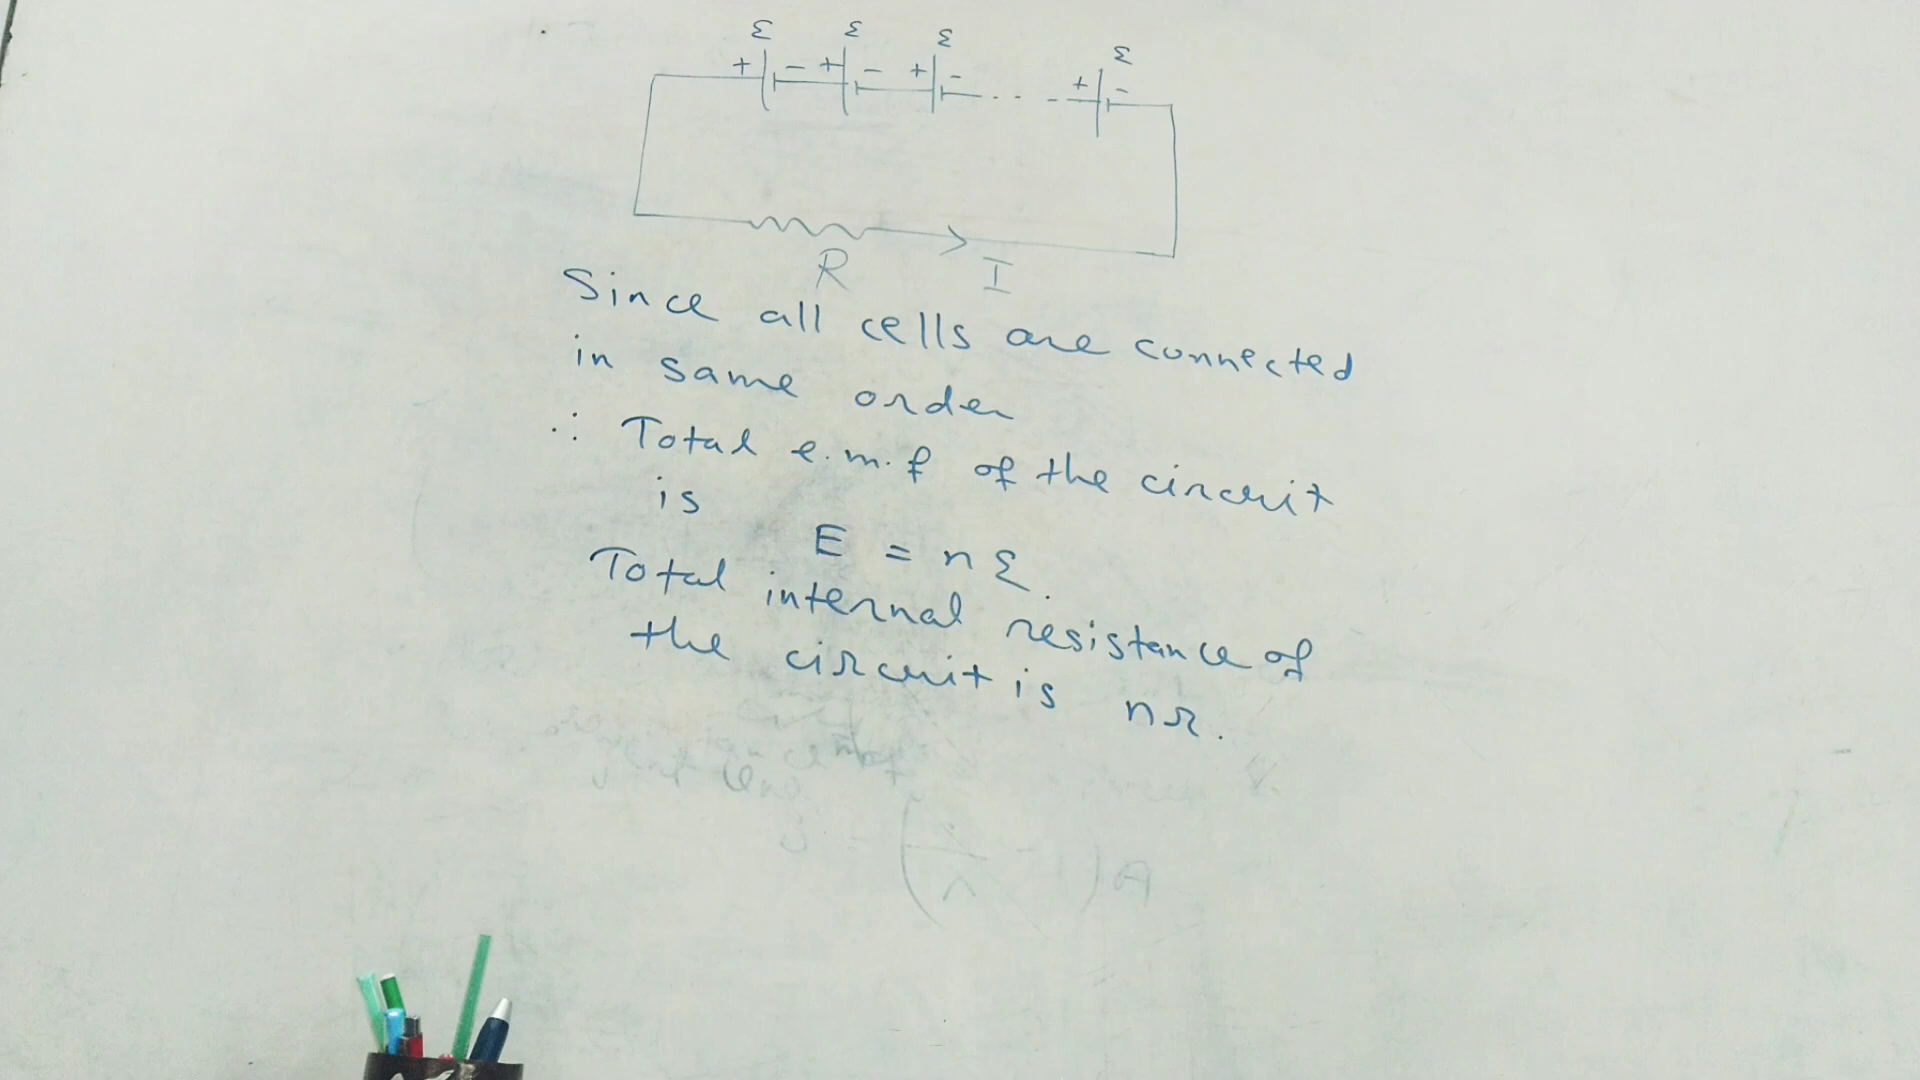 ε ε ε ε
+ - + - + - + -
R I
Since all cells are connected
in same order
∴ Total e.m.f of the circuit
is
E = nε.
Total internal resistance of
the circuit is nr.